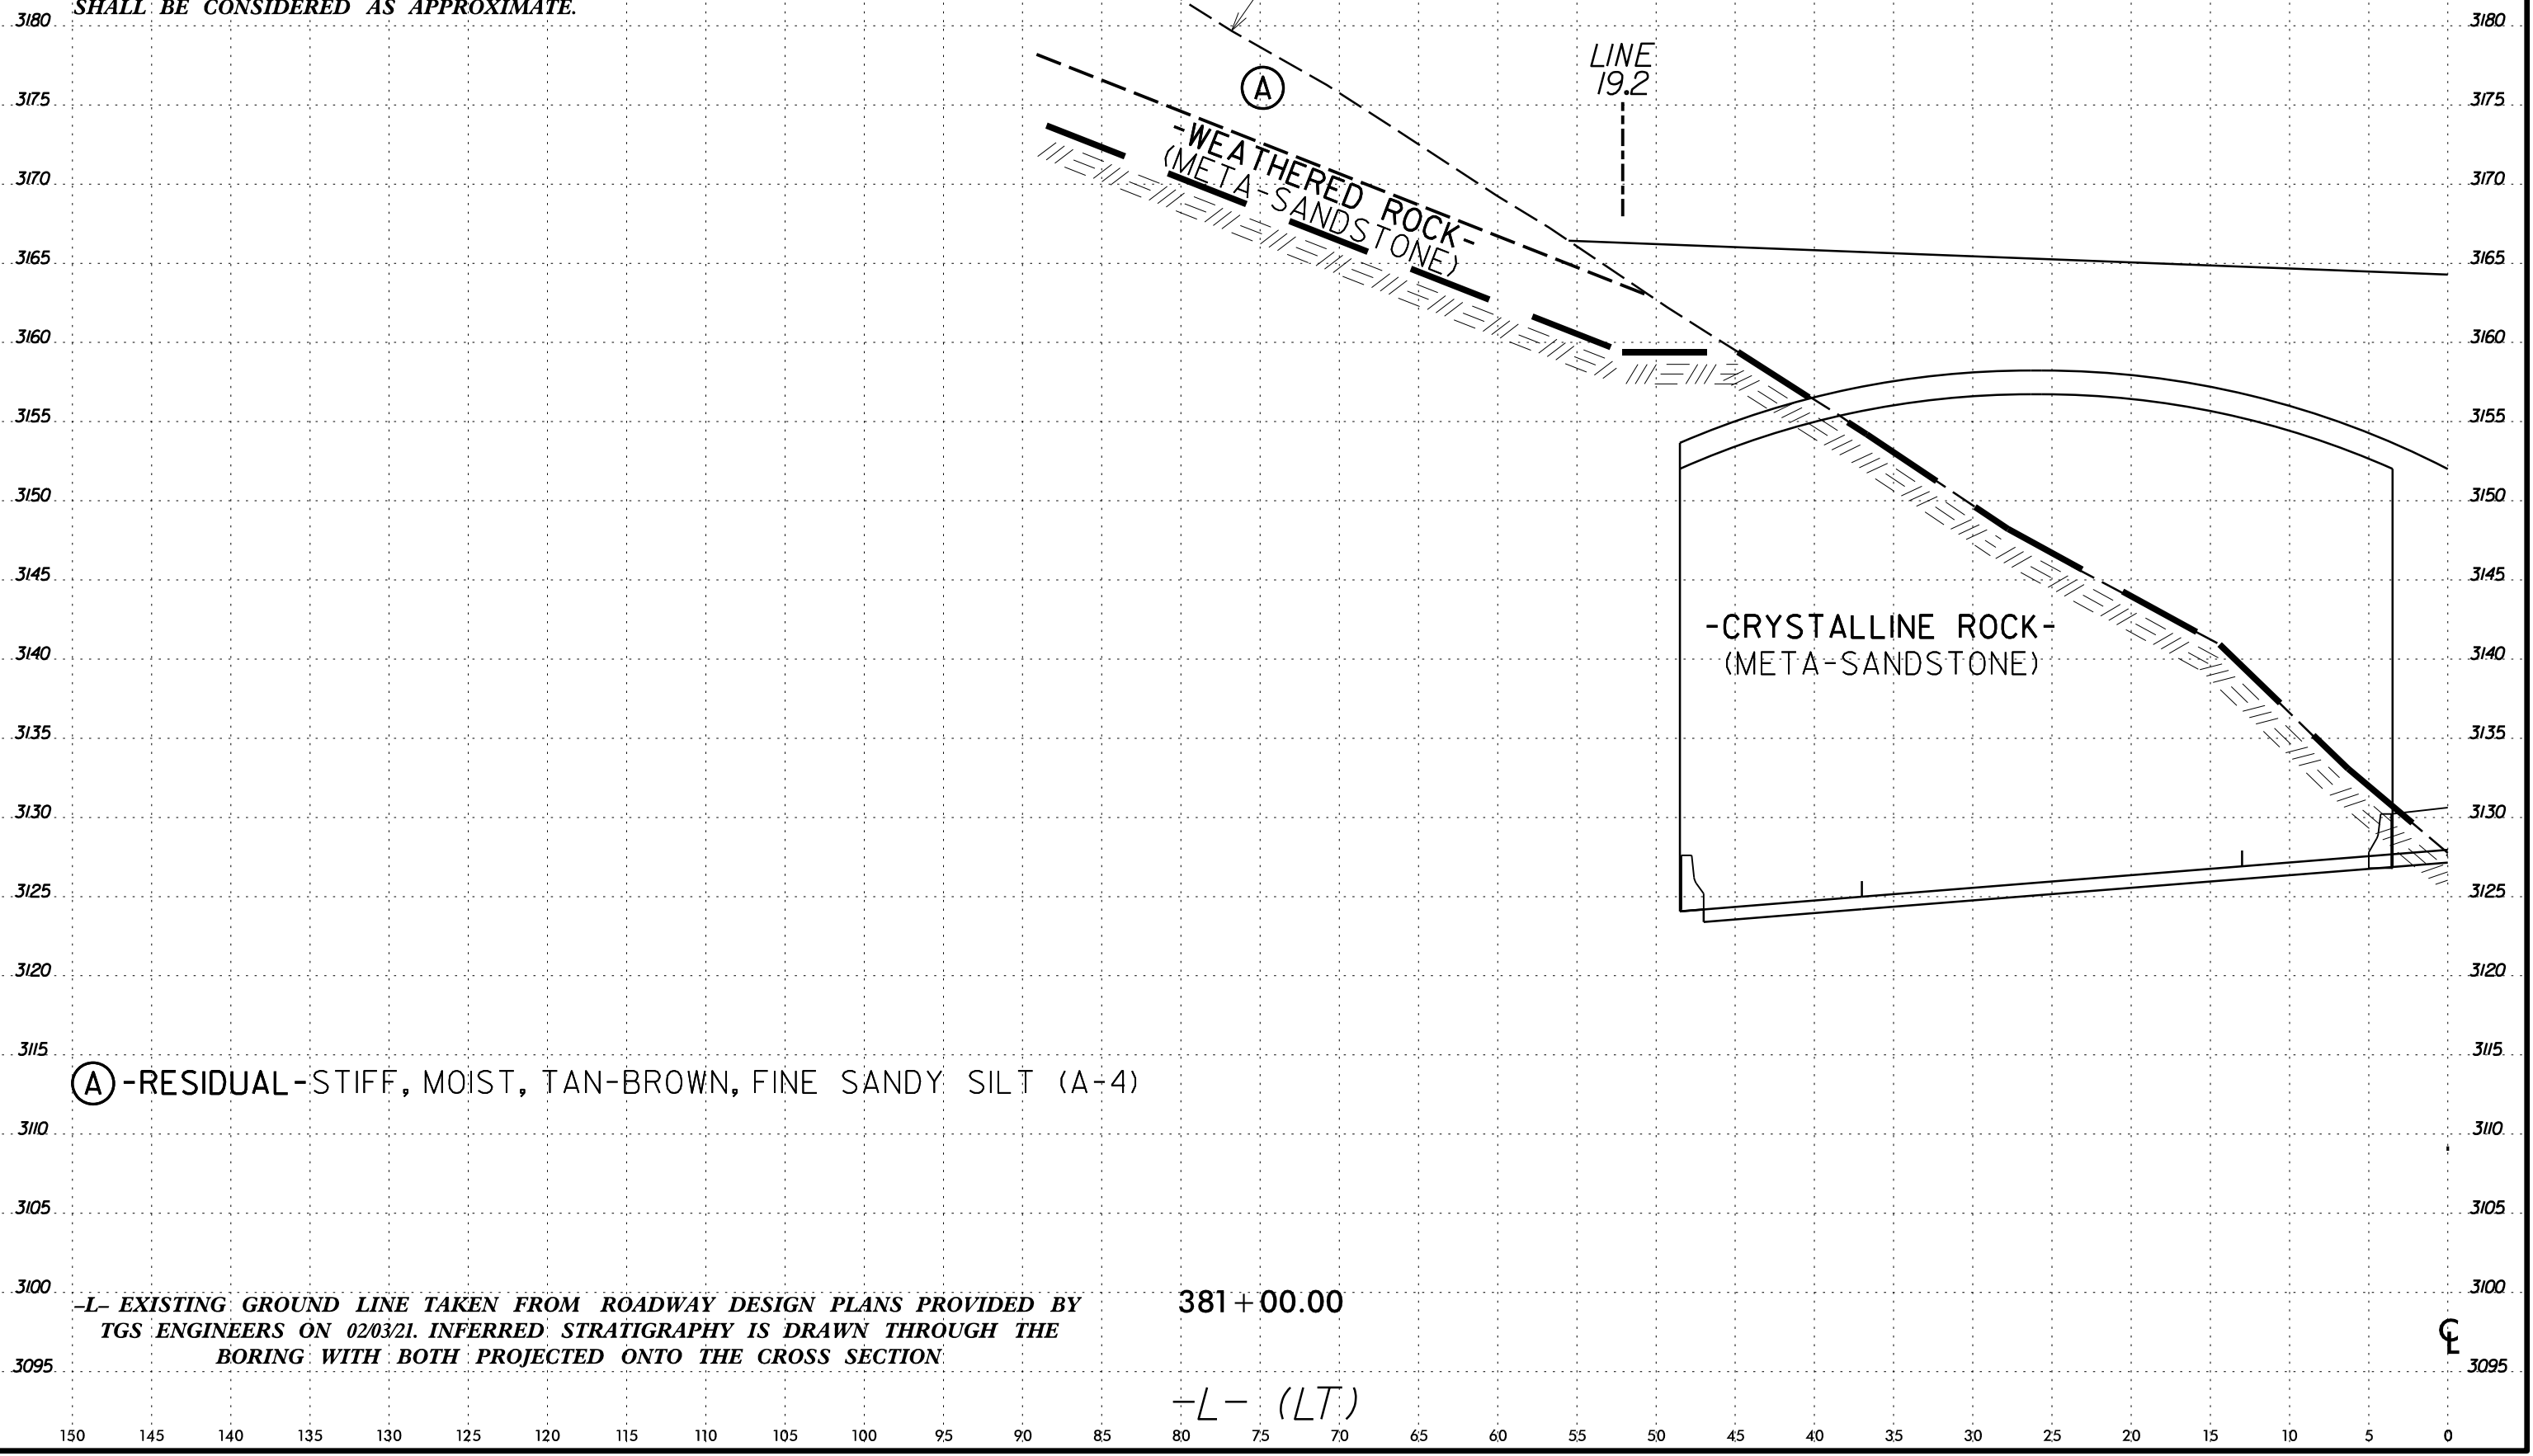 SHALL BE CONSIDERED AS APPROXIMATE.
3180 3180
LINE
19.2
A
3175 3175
-WEATHERED ROCK-
(META-SANDSTONE)
3170 3170
3165 3165
3160 3160
3155 3155
3150 3150
3145 3145
-CRYSTALLINE ROCK-
(META-SANDSTONE)
3140 3140
3135 3135
3130 3130
3125 3125
3120 3120
3115 3115
A -RESIDUAL-STIFF, MOIST, TAN-BROWN, FINE SANDY SILT (A-4)
3110 3110
3105 3105
3100 3100
-L- EXISTING GROUND LINE TAKEN FROM ROADWAY DESIGN PLANS PROVIDED BY
TGS ENGINEERS ON 02/03/21. INFERRED STRATIGRAPHY IS DRAWN THROUGH THE
BORING WITH BOTH PROJECTED ONTO THE CROSS SECTION
381+00.00
℄
3095 3095
-L- (LT)
150 145 140 135 130 125 120 115 110 105 100 95 90 85 80 75 70 65 60 55 50 45 40 35 30 25 20 15 10 5 0